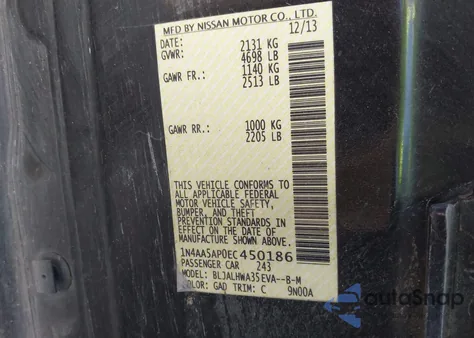 MFD BY NISSAN MOTOR CO., LTD.
DATE: 12/13
GVWR: 2131 KG
4698 LB
GAWR FR.: 1140 KG
2513 LB
GAWR RR.: 1000 KG
2205 LB
THIS VEHICLE CONFORMS TO
ALL APPLICABLE FEDERAL
MOTOR VEHICLE SAFETY,
BUMPER, AND THEFT
PREVENTION STANDARDS IN
EFFECT ON THE DATE OF
MANUFACTURE SHOWN ABOVE.
1N4AA5AP0EC450186
PASSENGER CAR 243
MODEL: BLJALHWA35EVA--B-M
COLOR: GAD TRIM: C 9N00A
autoSnap